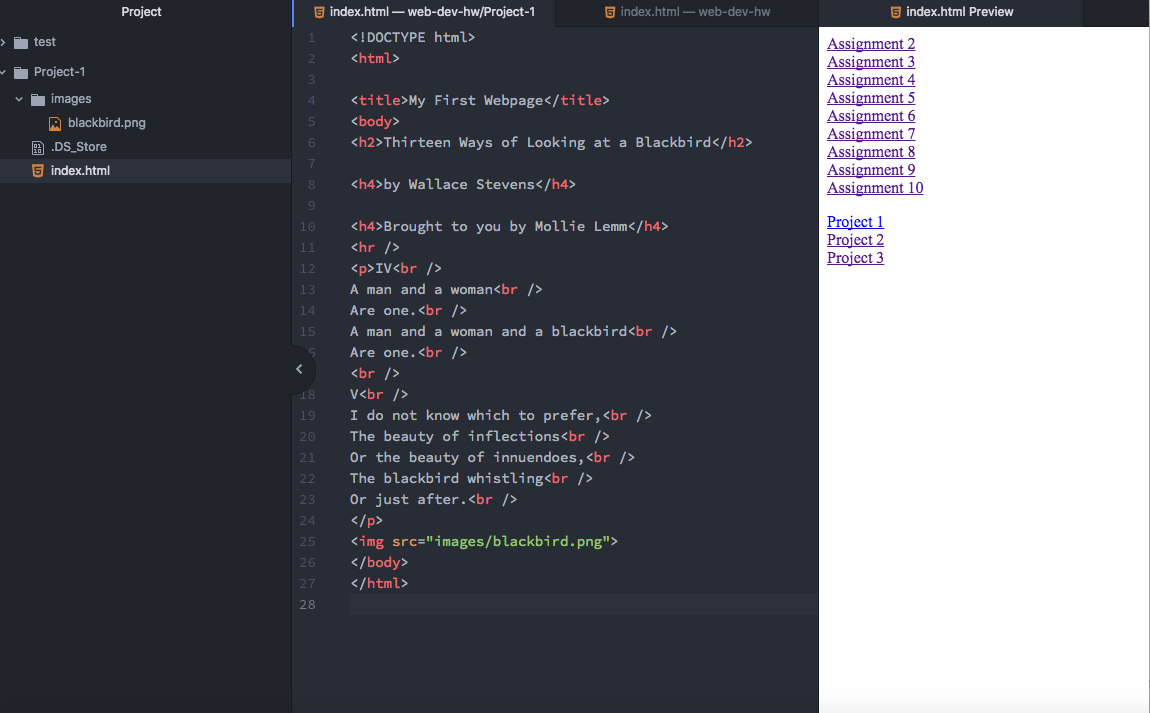 Project
test
Project-1
images
blackbird.png
.DS_Store
index.html
index.html — web-dev-hw/Project-1
index.html — web-dev-hw
index.html Preview
1 <!DOCTYPE html>
2 <html>
3
4 <title>My First Webpage</title>
5 <body>
6 <h2>Thirteen Ways of Looking at a Blackbird</h2>
7
8 <h4>by Wallace Stevens</h4>
9
10 <h4>Brought to you by Mollie Lemm</h4>
11 <hr />
12 <p>IV<br />
13 A man and a woman<br />
14 Are one.<br />
15 A man and a woman and a blackbird<br />
6 Are one.<br />
<br />
18 V<br />
19 I do not know which to prefer,<br />
20 The beauty of inflections<br />
21 Or the beauty of innuendoes,<br />
22 The blackbird whistling<br />
23 Or just after.<br />
24 </p>
25 <img src="images/blackbird.png">
26 </body>
27 </html>
28
Assignment 2
Assignment 3
Assignment 4
Assignment 5
Assignment 6
Assignment 7
Assignment 8
Assignment 9
Assignment 10
Project 1
Project 2
Project 3